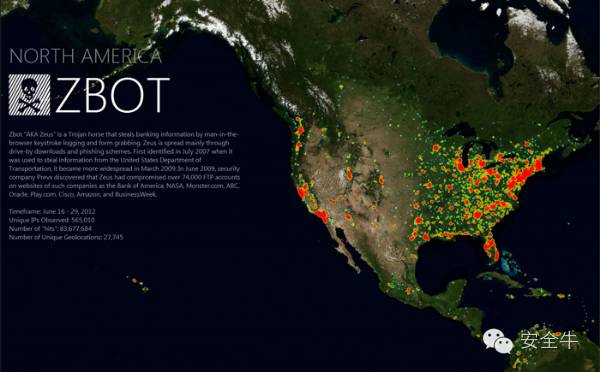 NORTH AMERICA
ZBOT
Zbot "AKA Zeus" is a Trojan horse that steals banking information by man-in-the-
browser keystroke logging and form grabbing. Zeus is spread mainly through
drive-by downloads and phishing schemes. First identified in July 2007 when it
was used to steal information from the United States Department of
Transportation, it became more widespread in March 2009. In June 2009, security
company Prevx discovered that Zeus had compromised over 74,000 FTP accounts
on websites of such companies as the Bank of America, NASA, Monster.com, ABC,
Oracle, Play.com, Cisco, Amazon, and BusinessWeek.
Timeframe: June 16 - 29, 2012
Unique IPs Observed: 565,010
Number of "hits": 83,677,684
Number of Unique Geolocations: 27,745
安全牛